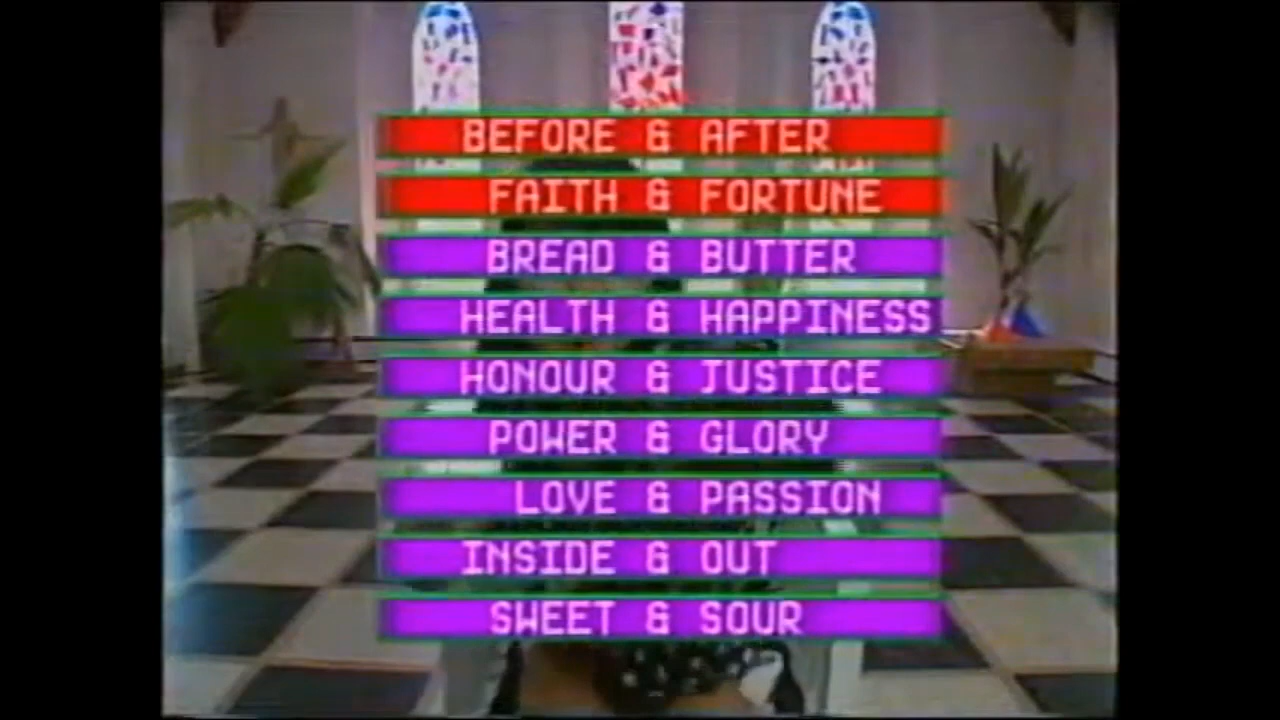 BEFORE & AFTER
FAITH & FORTUNE
BREAD & BUTTER
HEALTH & HAPPINESS
HONOUR & JUSTICE
POWER & GLORY
LOVE & PASSION
INSIDE & OUT
SWEET & SOUR